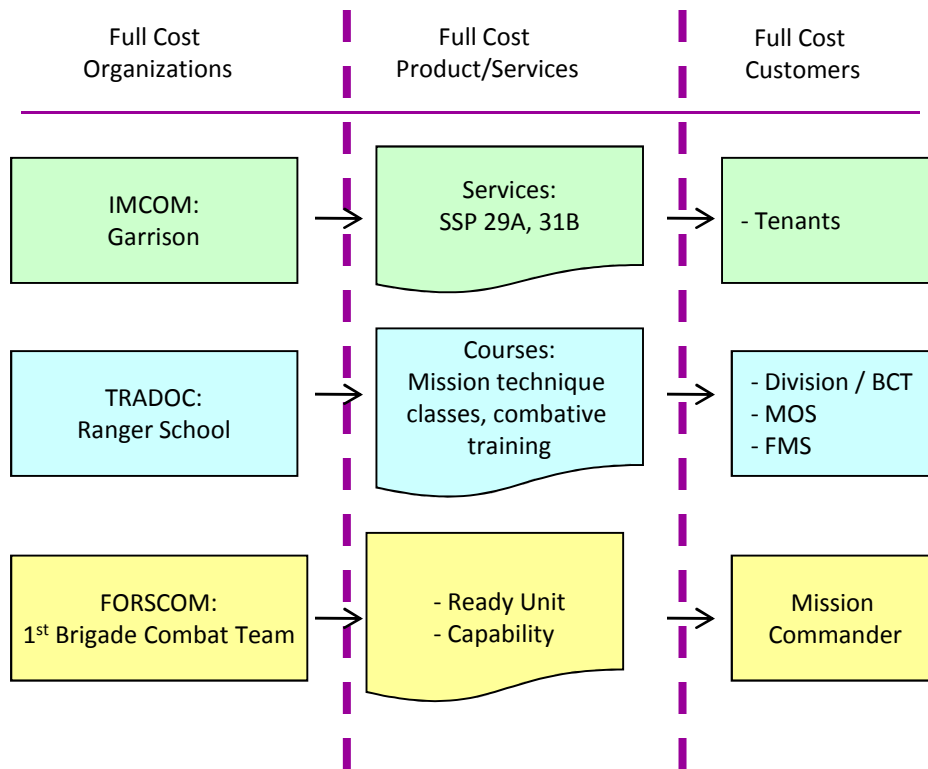 Full Cost
Organizations
Full Cost
Product/Services
Full Cost
Customers
IMCOM:
Garrison
Services:
SSP 29A, 31B
- Tenants
TRADOC:
Ranger School
Courses:
Mission technique
classes, combative
training
- Division / BCT
- MOS
- FMS
FORSCOM:
1st Brigade Combat Team
- Ready Unit
- Capability
Mission
Commander